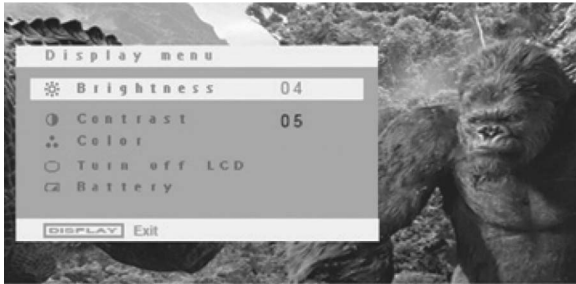 Display menu
Brightness 04
Contrast 05
Color
Turn off LCD
Battery
DISPLAY Exit